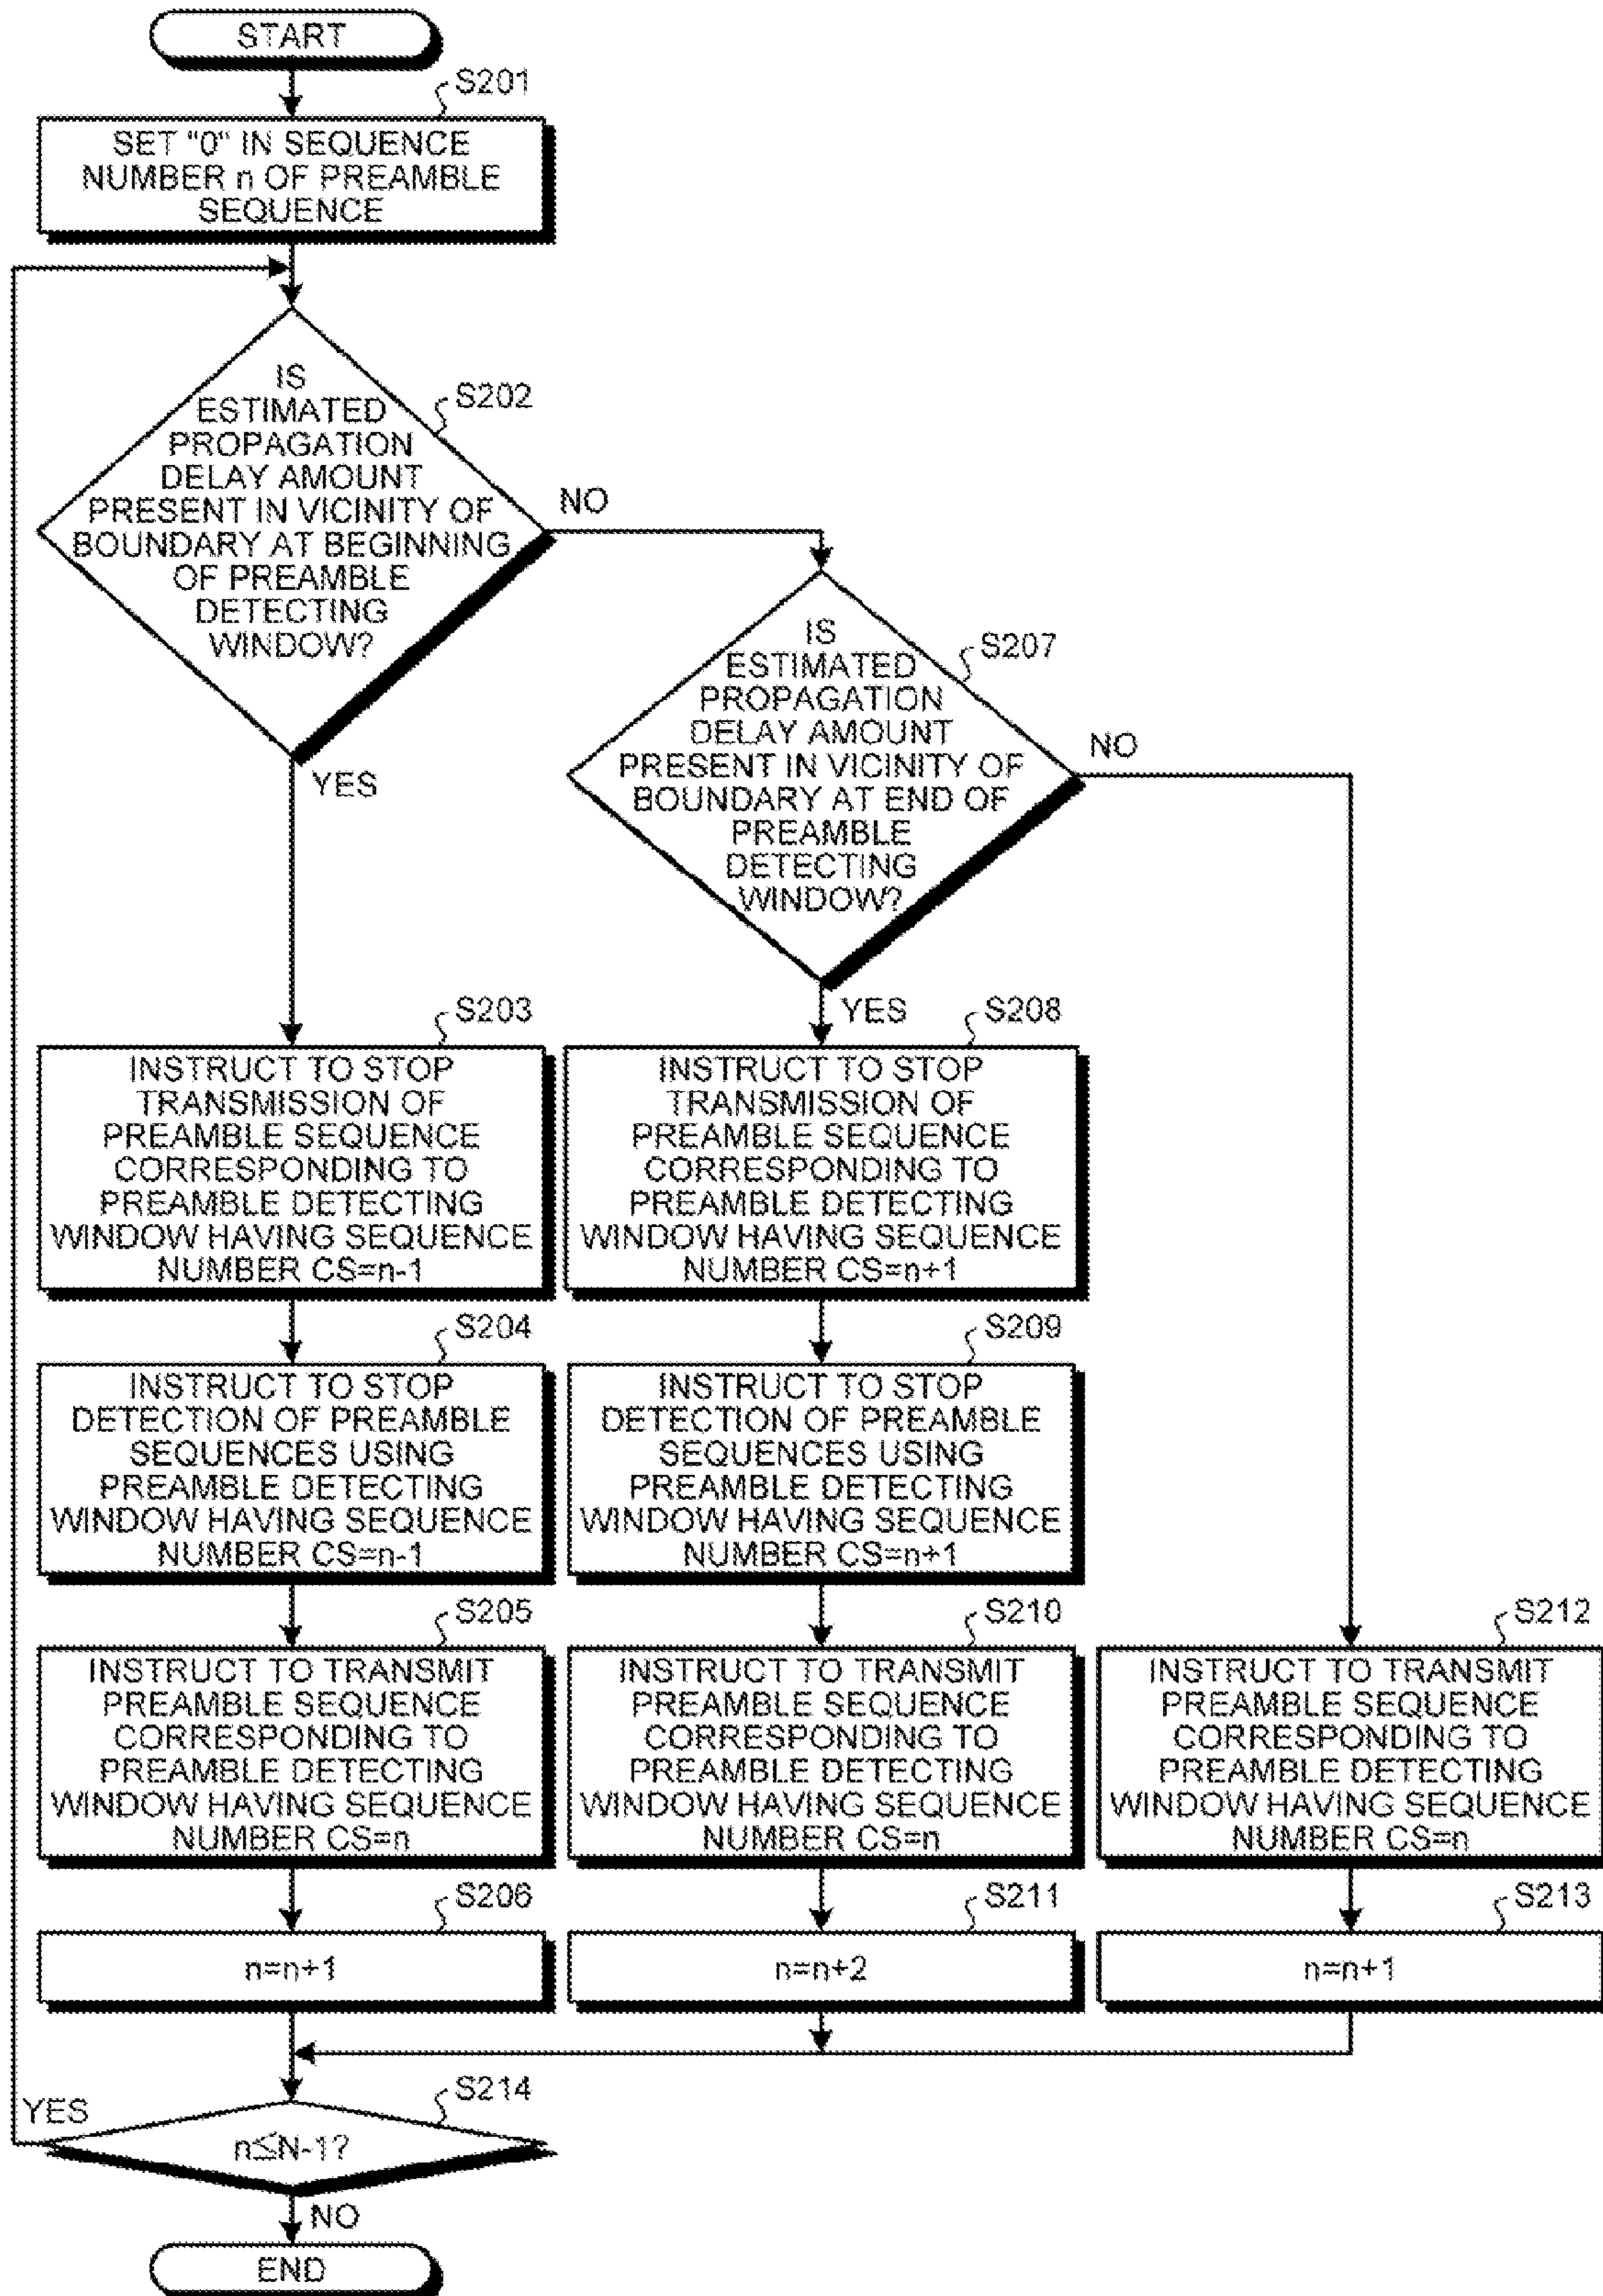 START
S201
SET "0" IN SEQUENCE
NUMBER n OF PREAMBLE
SEQUENCE
S202
IS
ESTIMATED
PROPAGATION
DELAY AMOUNT
PRESENT IN VICINITY OF
BOUNDARY AT BEGINNING
OF PREAMBLE
DETECTING
WINDOW?
NO
YES
S207
IS
ESTIMATED
PROPAGATION
DELAY AMOUNT
PRESENT IN VICINITY OF
BOUNDARY AT END OF
PREAMBLE
DETECTING
WINDOW?
NO
YES
S203
INSTRUCT TO STOP
TRANSMISSION OF
PREAMBLE SEQUENCE
CORRESPONDING TO
PREAMBLE DETECTING
WINDOW HAVING SEQUENCE
NUMBER CS=n-1
S208
INSTRUCT TO STOP
TRANSMISSION OF
PREAMBLE SEQUENCE
CORRESPONDING TO
PREAMBLE DETECTING
WINDOW HAVING SEQUENCE
NUMBER CS=n+1
S204
INSTRUCT TO STOP
DETECTION OF PREAMBLE
SEQUENCES USING
PREAMBLE DETECTING
WINDOW HAVING SEQUENCE
NUMBER CS=n-1
S209
INSTRUCT TO STOP
DETECTION OF PREAMBLE
SEQUENCES USING
PREAMBLE DETECTING
WINDOW HAVING SEQUENCE
NUMBER CS=n+1
S205
INSTRUCT TO TRANSMIT
PREAMBLE SEQUENCE
CORRESPONDING TO
PREAMBLE DETECTING
WINDOW HAVING SEQUENCE
NUMBER CS=n
S210
INSTRUCT TO TRANSMIT
PREAMBLE SEQUENCE
CORRESPONDING TO
PREAMBLE DETECTING
WINDOW HAVING SEQUENCE
NUMBER CS=n
S212
INSTRUCT TO TRANSMIT
PREAMBLE SEQUENCE
CORRESPONDING TO
PREAMBLE DETECTING
WINDOW HAVING SEQUENCE
NUMBER CS=n
S206
n=n+1
S211
n=n+2
S213
n=n+1
S214
YES
n≦N-1?
NO
END